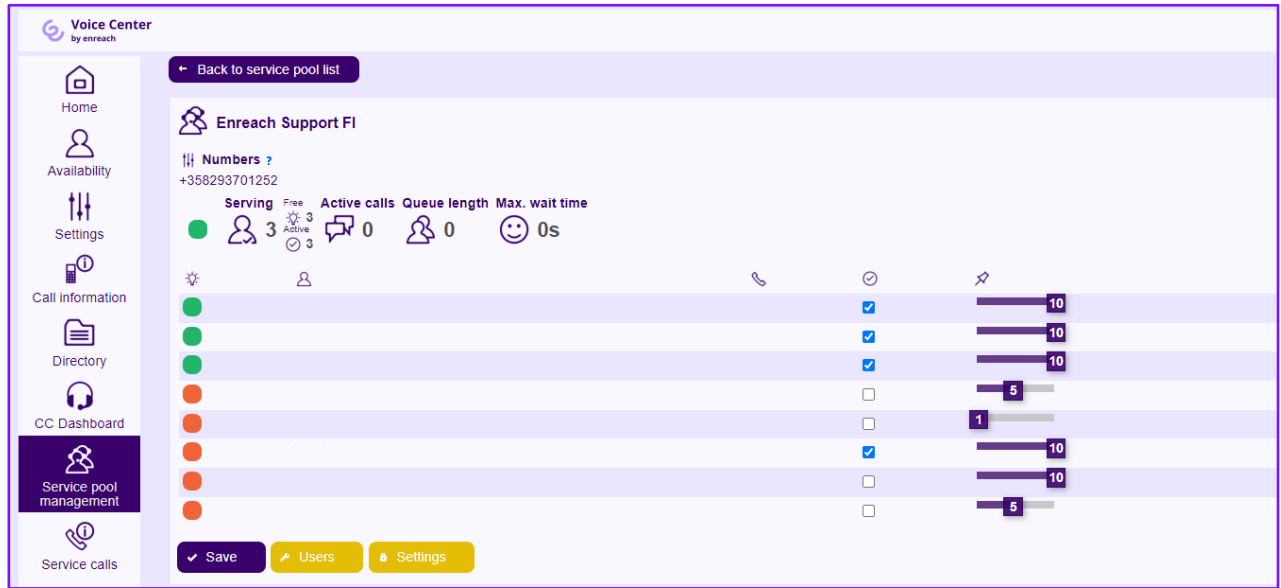 Voice Center
by enreach
Back to service pool list
Home
Enreach Support FI
Availability
Numbers ?
+358293701252
Settings
Serving Free Active calls Queue length Max. wait time
3 3 0 0 0s
Active
3
Call information
10
10
Directory
10
5
CC Dashboard
1
10
Service pool
management
10
5
Service calls
Save Users Settings